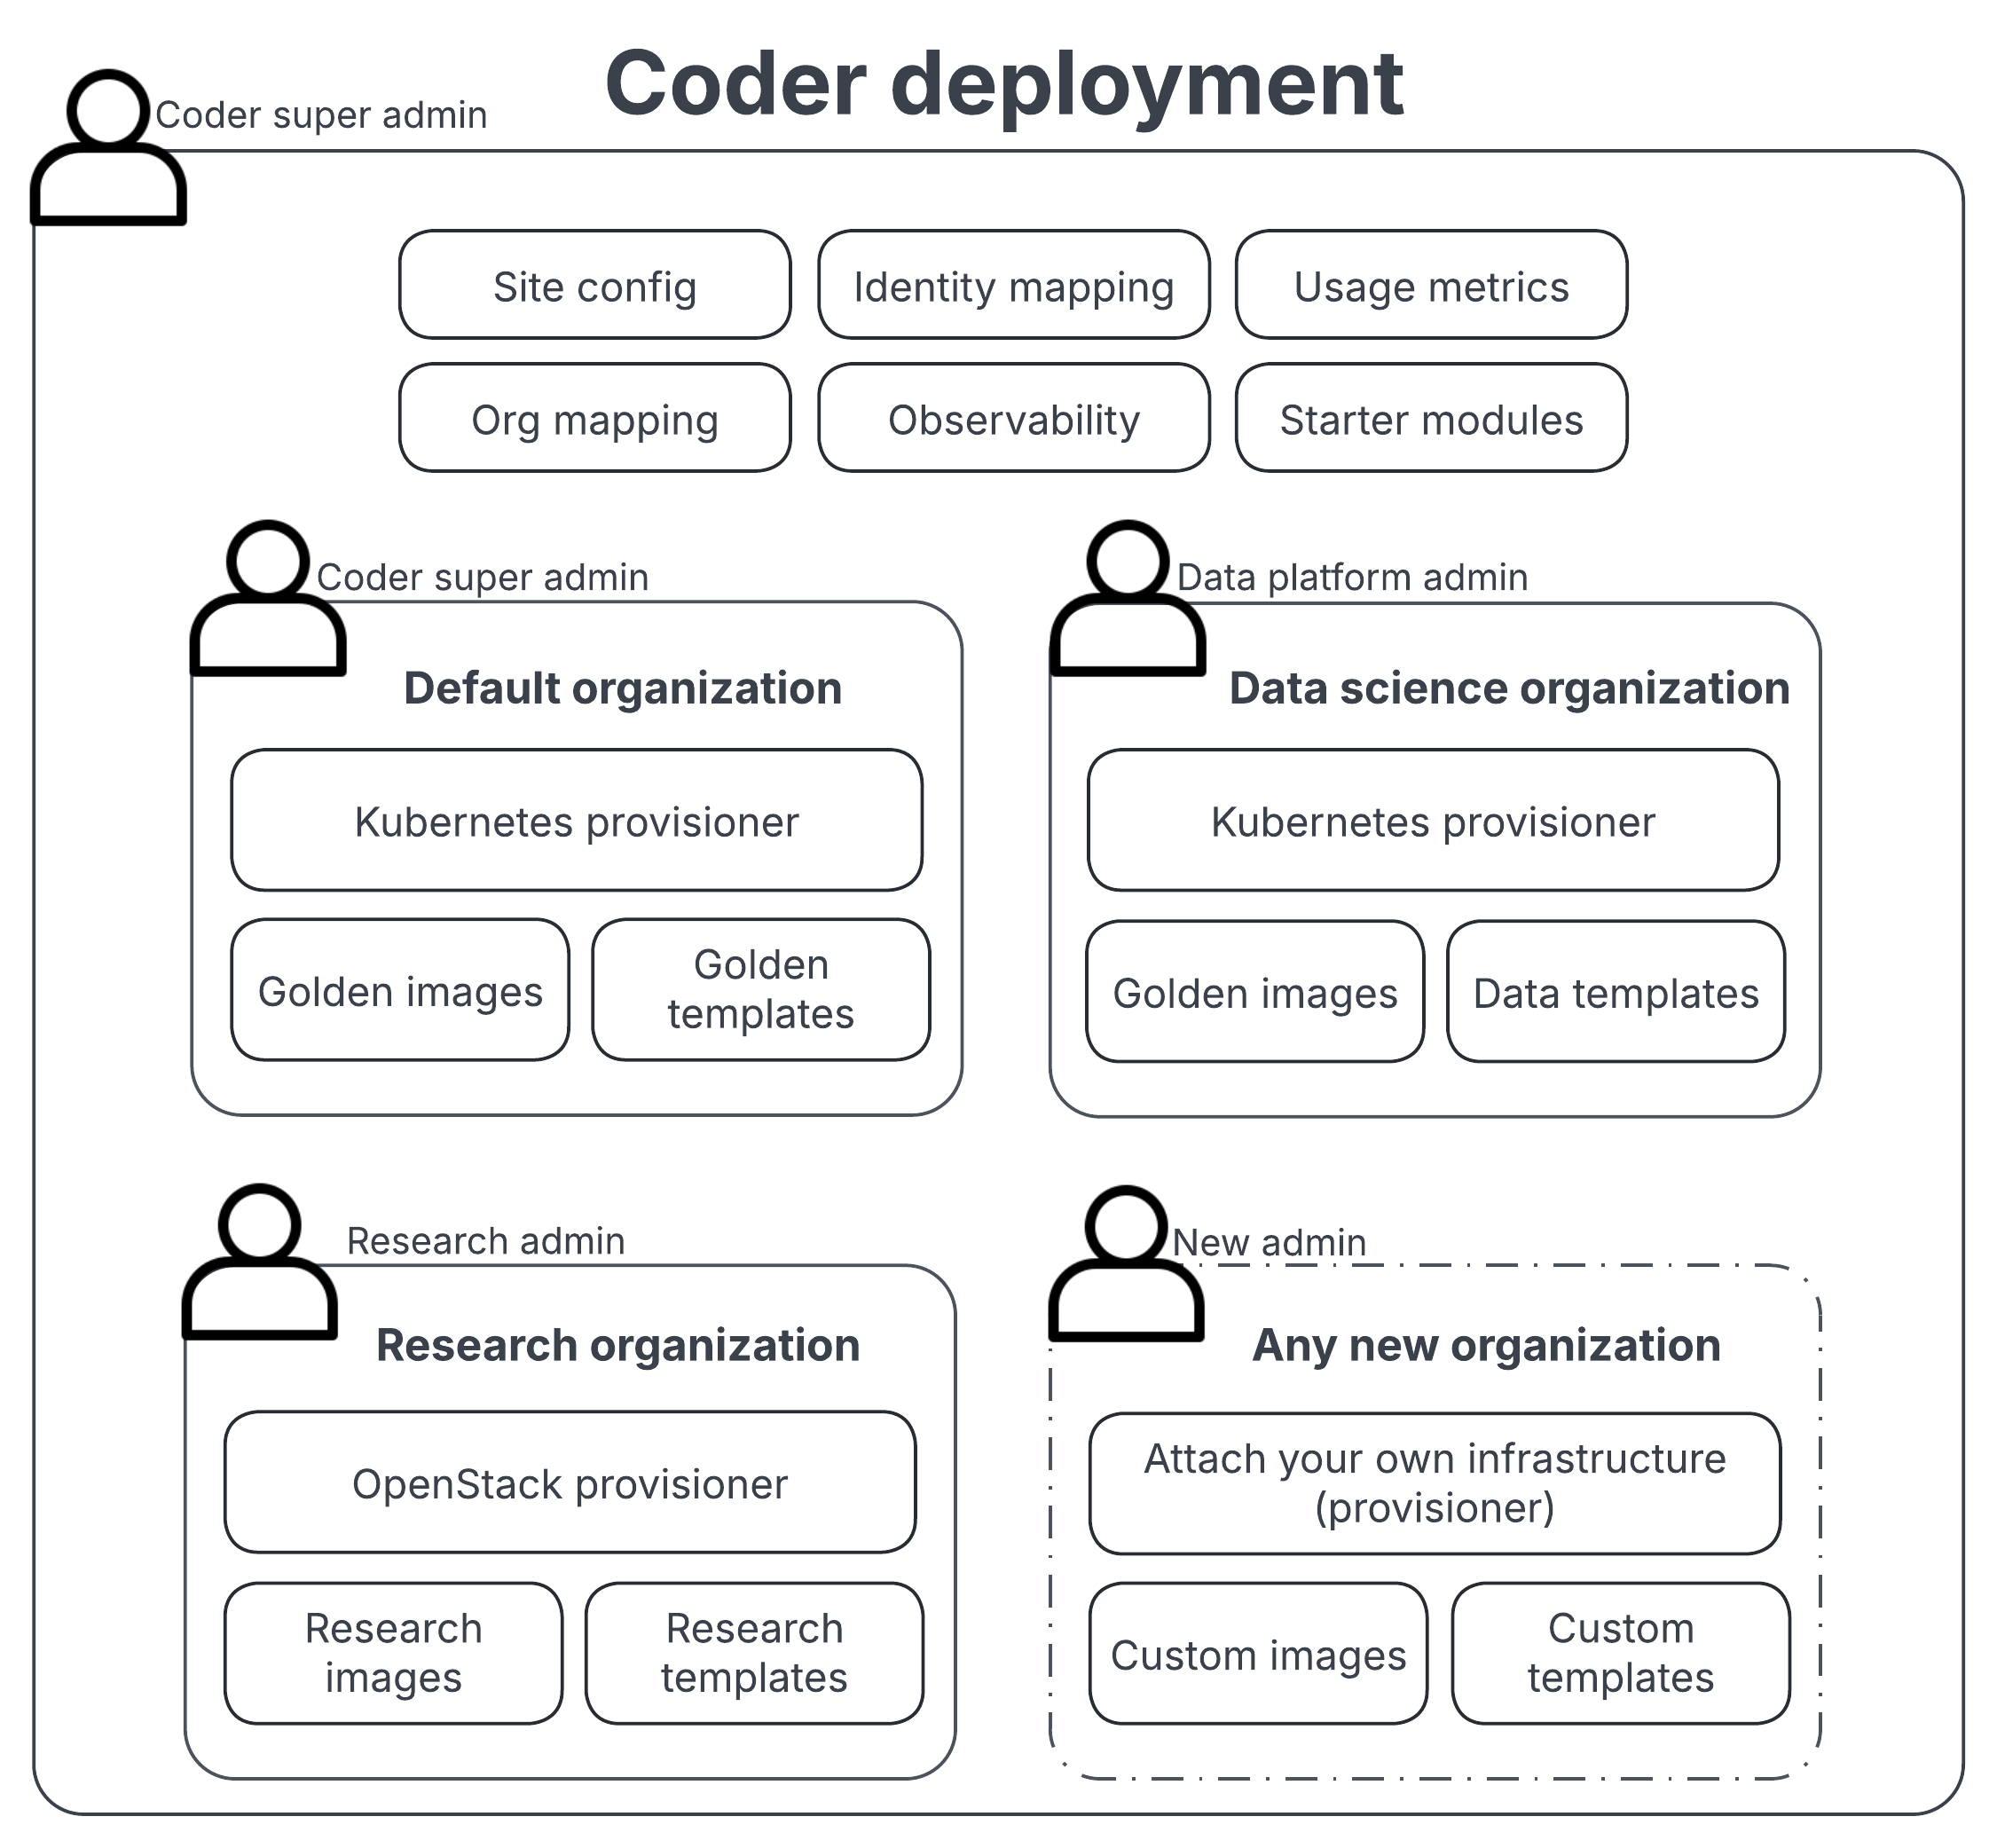 Coder deployment
Coder super admin
Site config
Identity mapping
Usage metrics
Org mapping
Observability
Starter modules
Coder super admin
Default organization
Kubernetes provisioner
Golden images
Golden
templates
Data platform admin
Data science organization
Kubernetes provisioner
Golden images
Data templates
Research admin
Research organization
OpenStack provisioner
Research
images
Research
templates
New admin
Any new organization
Attach your own infrastructure
(provisioner)
Custom images
Custom
templates